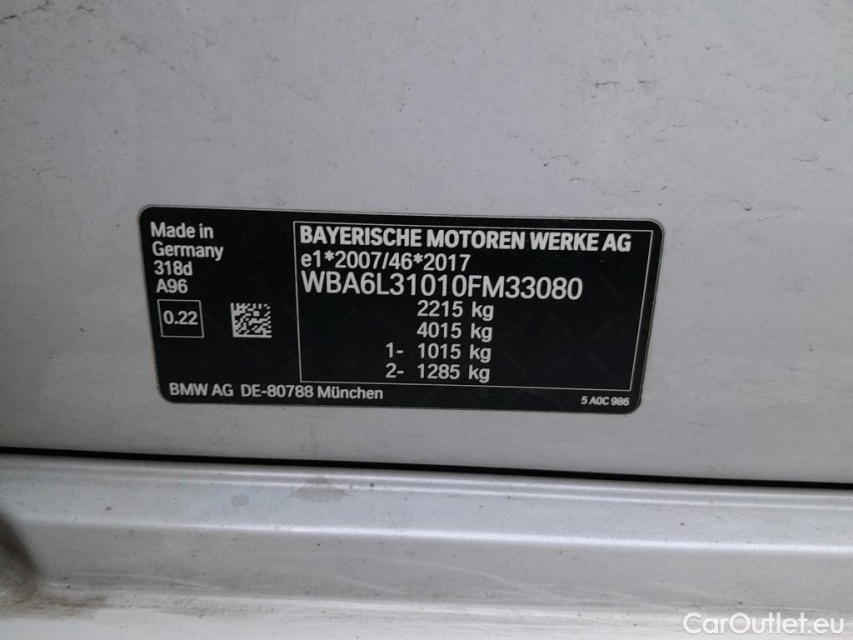 Made in
Germany
318d
A96
0.22
BAYERISCHE MOTOREN WERKE AG
e1*2007/46*2017
WBA6L31010FM33080
2215 kg
4015 kg
1- 1015 kg
2- 1285 kg
BMW AG DE-80788 München
5 A0C 986
CarOutlet.eu